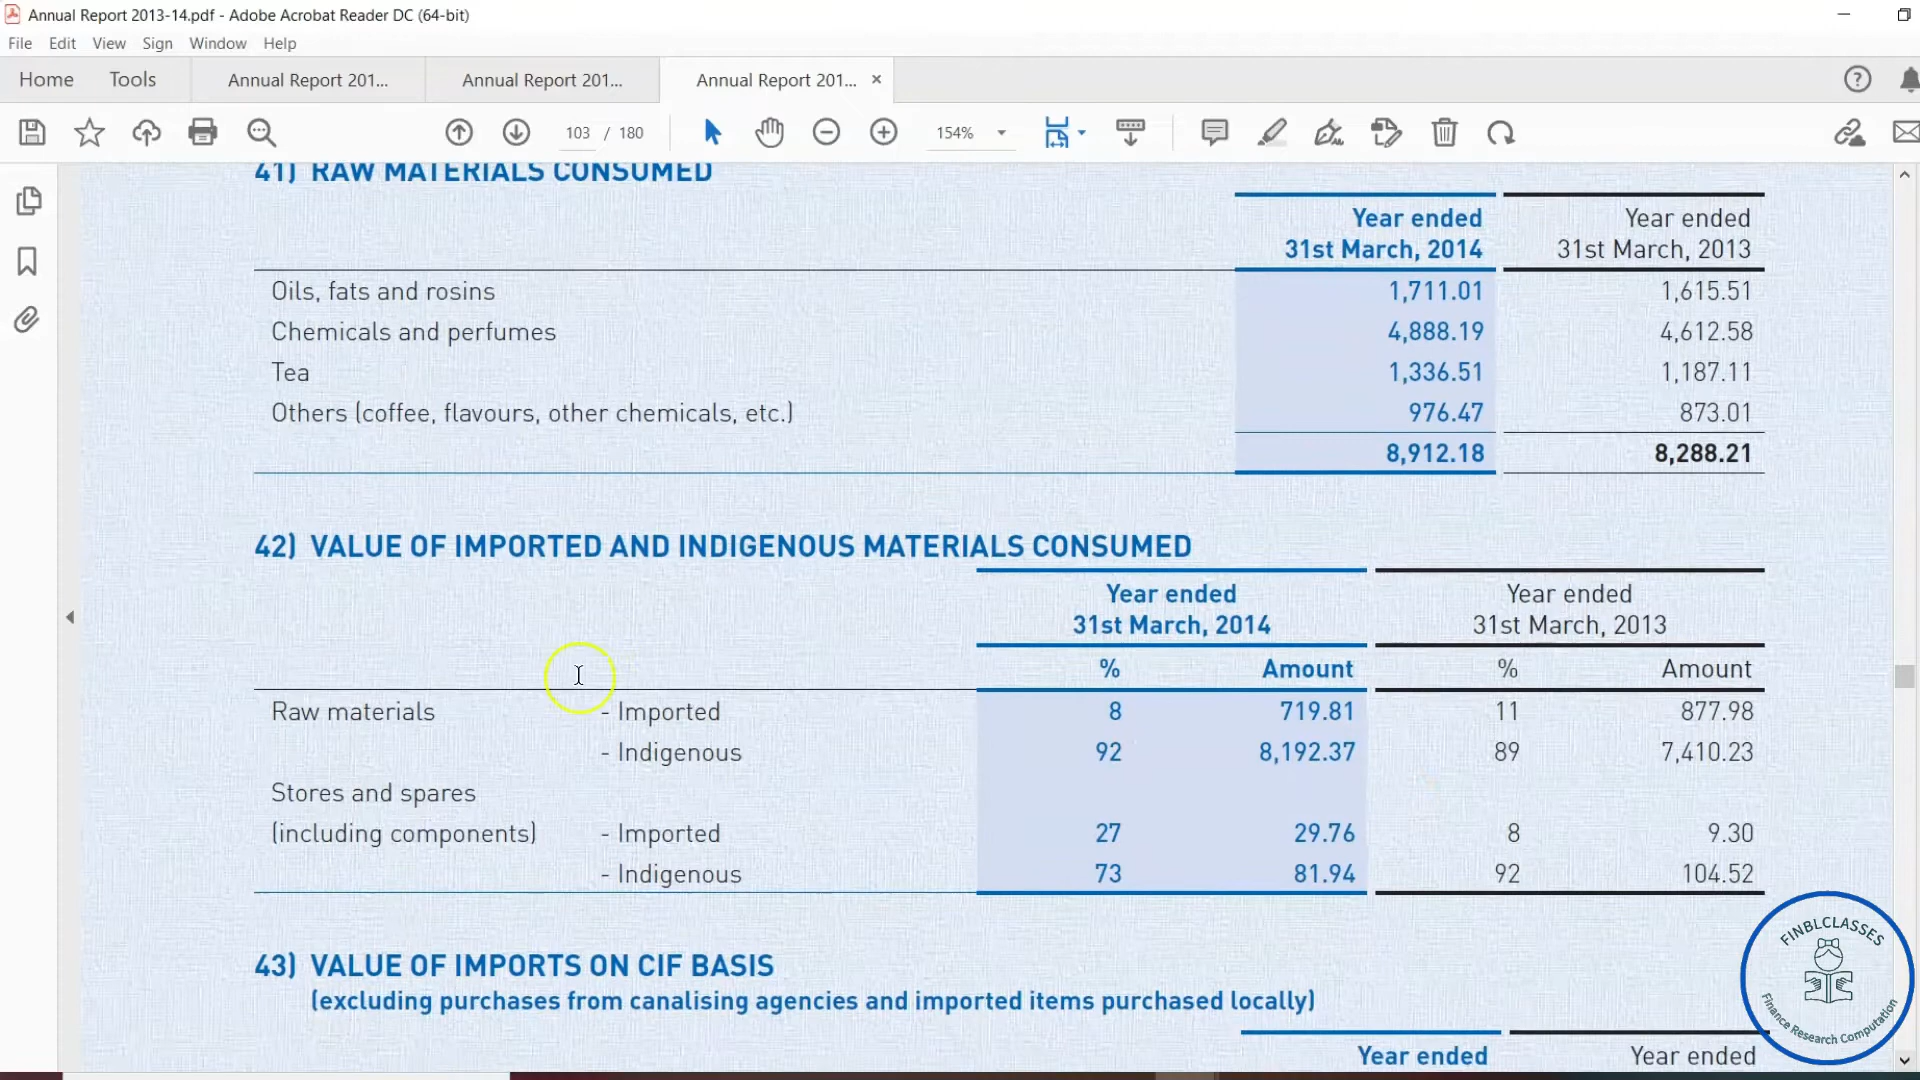 Annual Report 2013-14.pdf - Adobe Acrobat Reader DC (64-bit)
File Edit View Sign Window Help
Home Tools Annual Report 201... Annual Report 201... Annual Report 201... ×
103 / 180 154%
41) RAW MATERIALS CONSUMED
Year ended Year ended
31st March, 2014 31st March, 2013
Oils, fats and rosins 1,711.01 1,615.51
Chemicals and perfumes 4,888.19 4,612.58
Tea 1,336.51 1,187.11
Others (coffee, flavours, other chemicals, etc.) 976.47 873.01
8,912.18 8,288.21
42) VALUE OF IMPORTED AND INDIGENOUS MATERIALS CONSUMED
Year ended Year ended
31st March, 2014 31st March, 2013
% Amount % Amount
Raw materials - Imported 8 719.81 11 877.98
- Indigenous 92 8,192.37 89 7,410.23
Stores and spares
(including components) - Imported 27 29.76 8 9.30
- Indigenous 73 81.94 92 104.52
43) VALUE OF IMPORTS ON CIF BASIS
(excluding purchases from canalising agencies and imported items purchased locally)
Year ended Year ended
FINBLCLASSES
Finance Research Computation